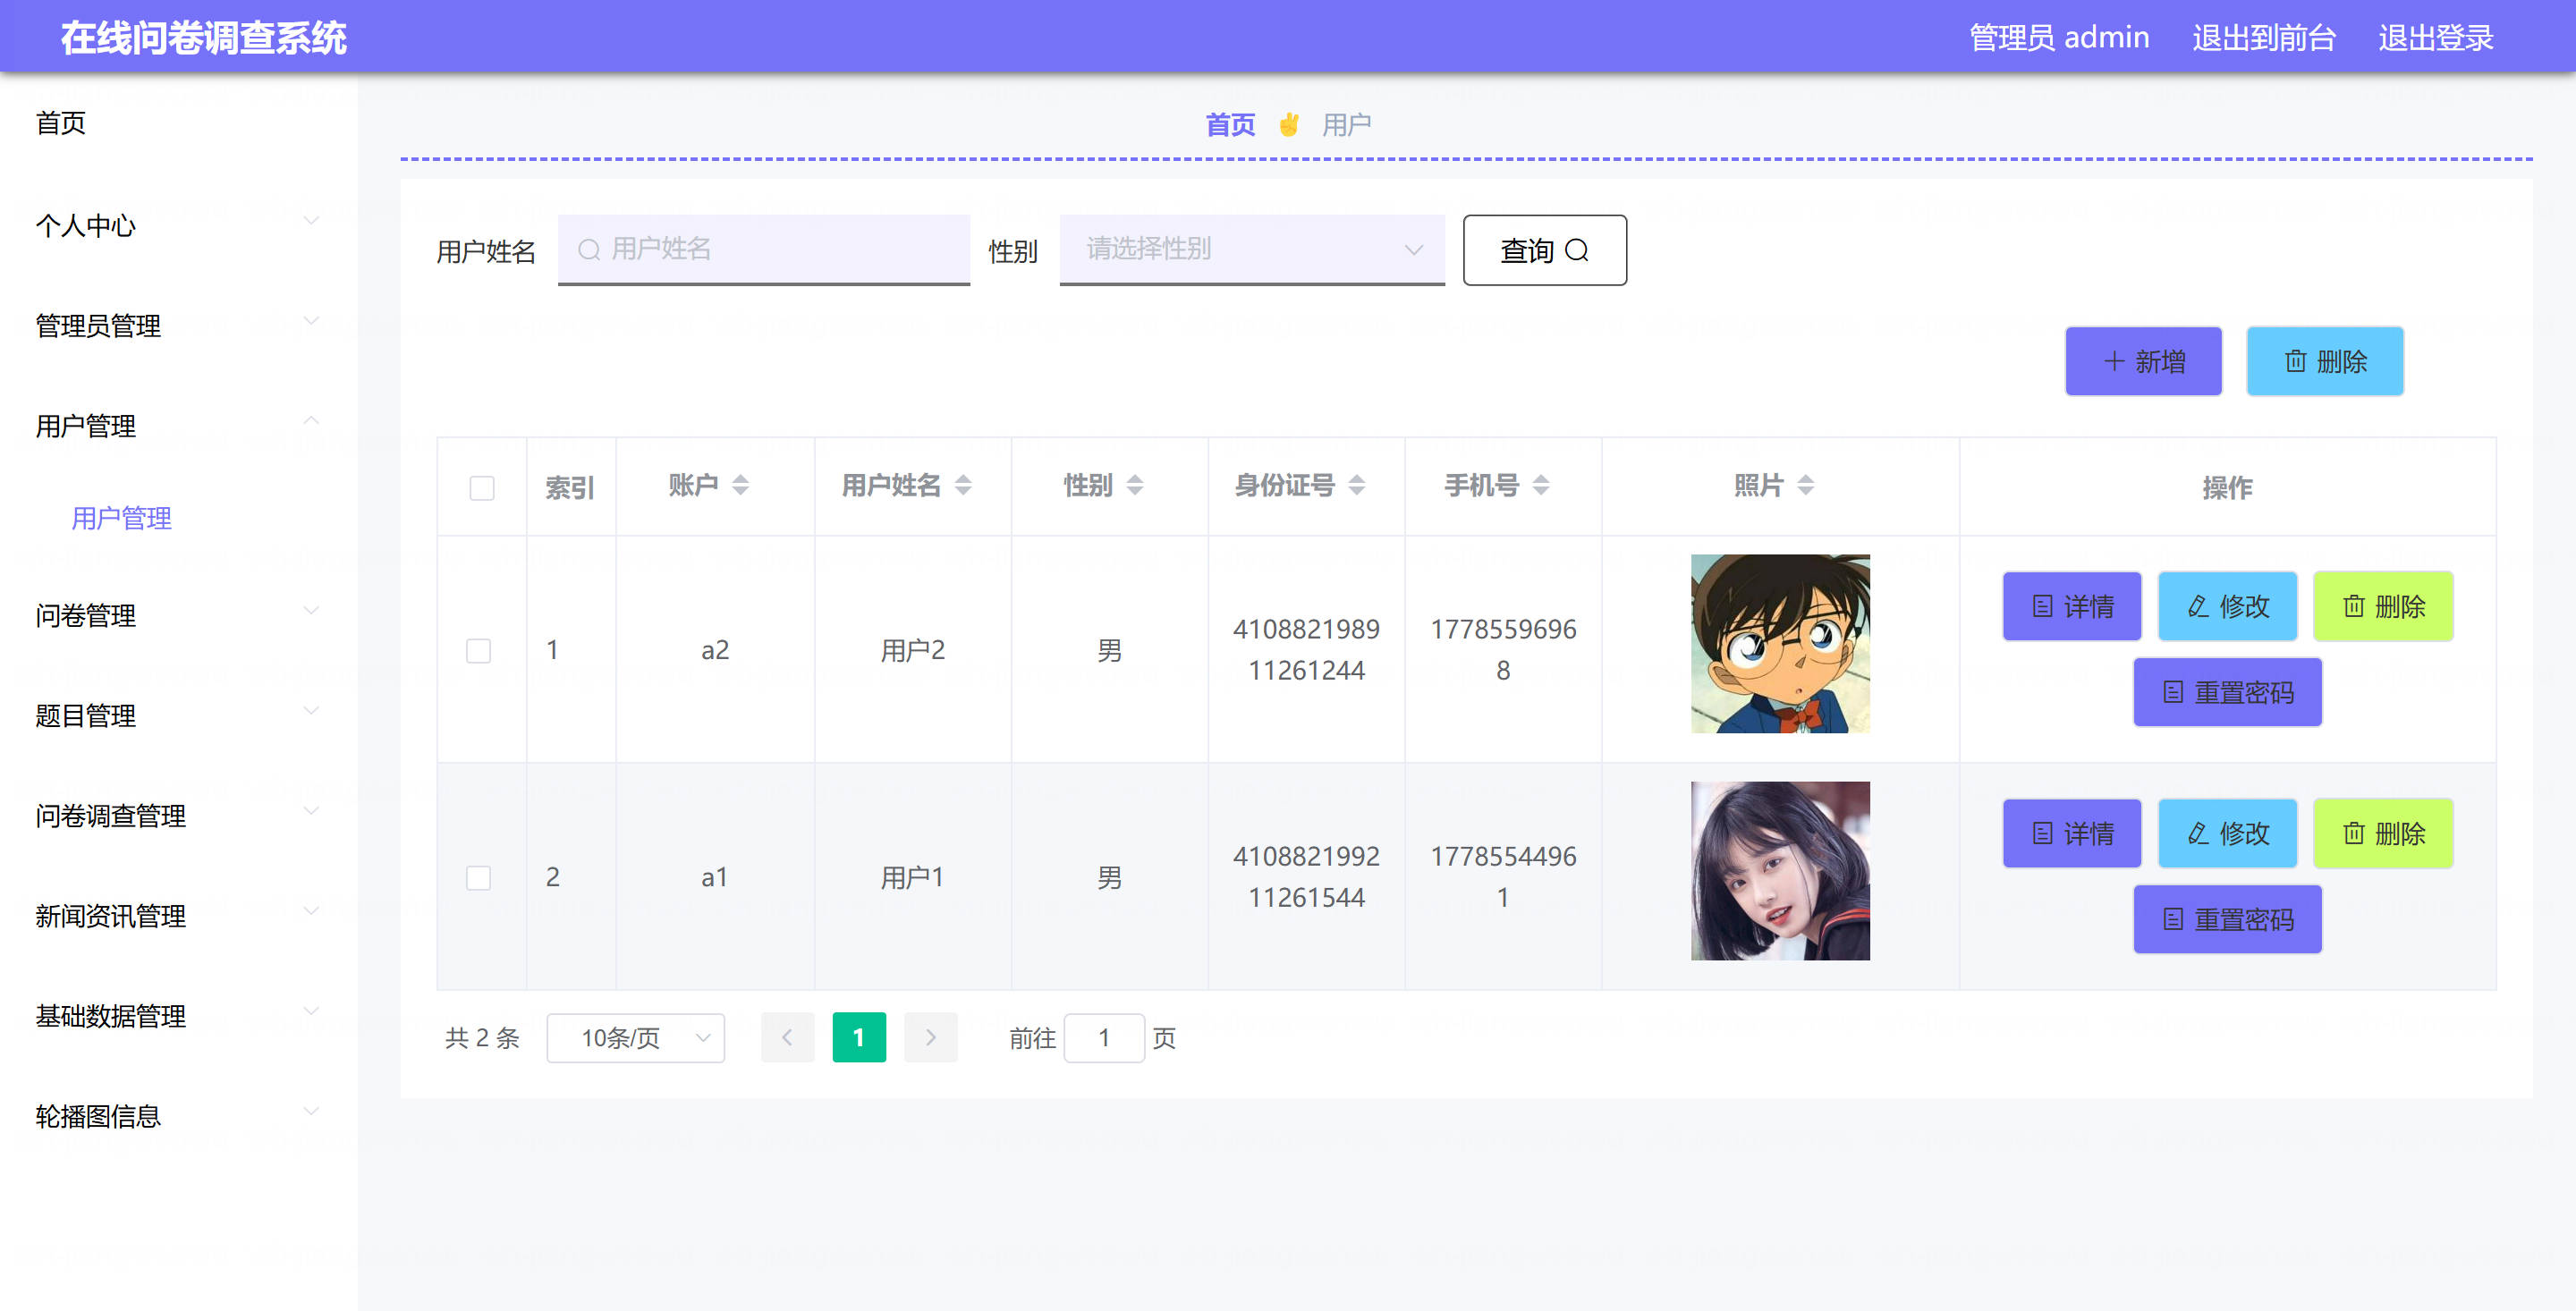 在线问卷调查系统
管理员 admin 退出到前台 退出登录
首页
个人中心
管理员管理
用户管理
用户管理
问卷管理
题目管理
问卷调查管理
新闻资讯管理
基础数据管理
轮播图信息
首页 ✌ 用户
用户姓名 用户姓名 性别 请选择性别 查询
新增 删除
索引 账户 用户姓名 性别 身份证号 手机号 照片 操作
1 a2 用户2 男 410882198911261244 17785596968 详情 修改 删除
重置密码
2 a1 用户1 男 410882199211261544 17785544961 详情 修改 删除
重置密码
共 2 条 10条/页 1 前往 1 页